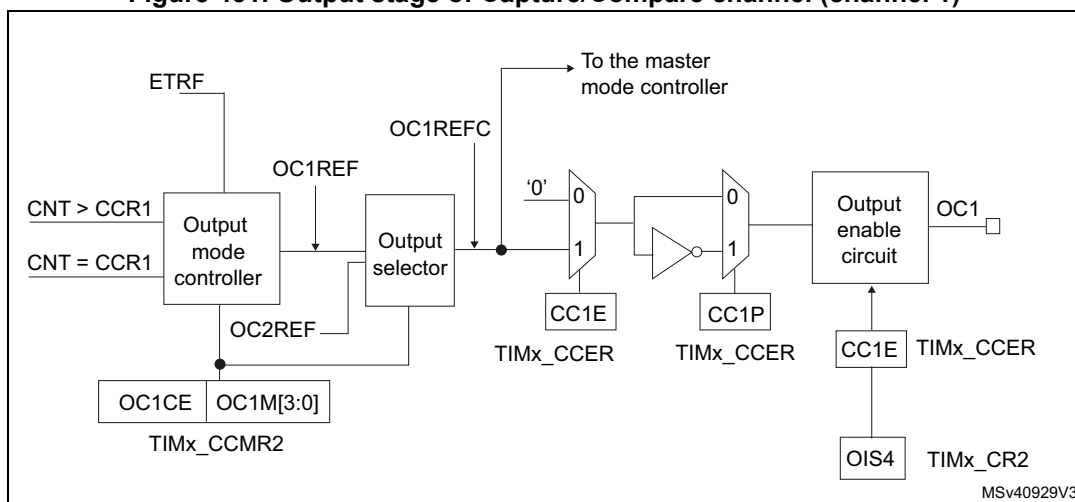 Figure 401. Output stage of Capture/Compare channel (channel 1)
To the master
mode controller
ETRF
OC1REFC
OC1REF
'0'
0
1
0
1
CNT > CCR1
CNT = CCR1
Output
mode
controller
Output
selector
Output
enable
circuit
OC1
OC2REF
CC1E
CC1P
TIMx_CCER
TIMx_CCER
CC1E
TIMx_CCER
OC1CE
OC1M[3:0]
TIMx_CCMR2
OIS4
TIMx_CR2
MSv40929V3